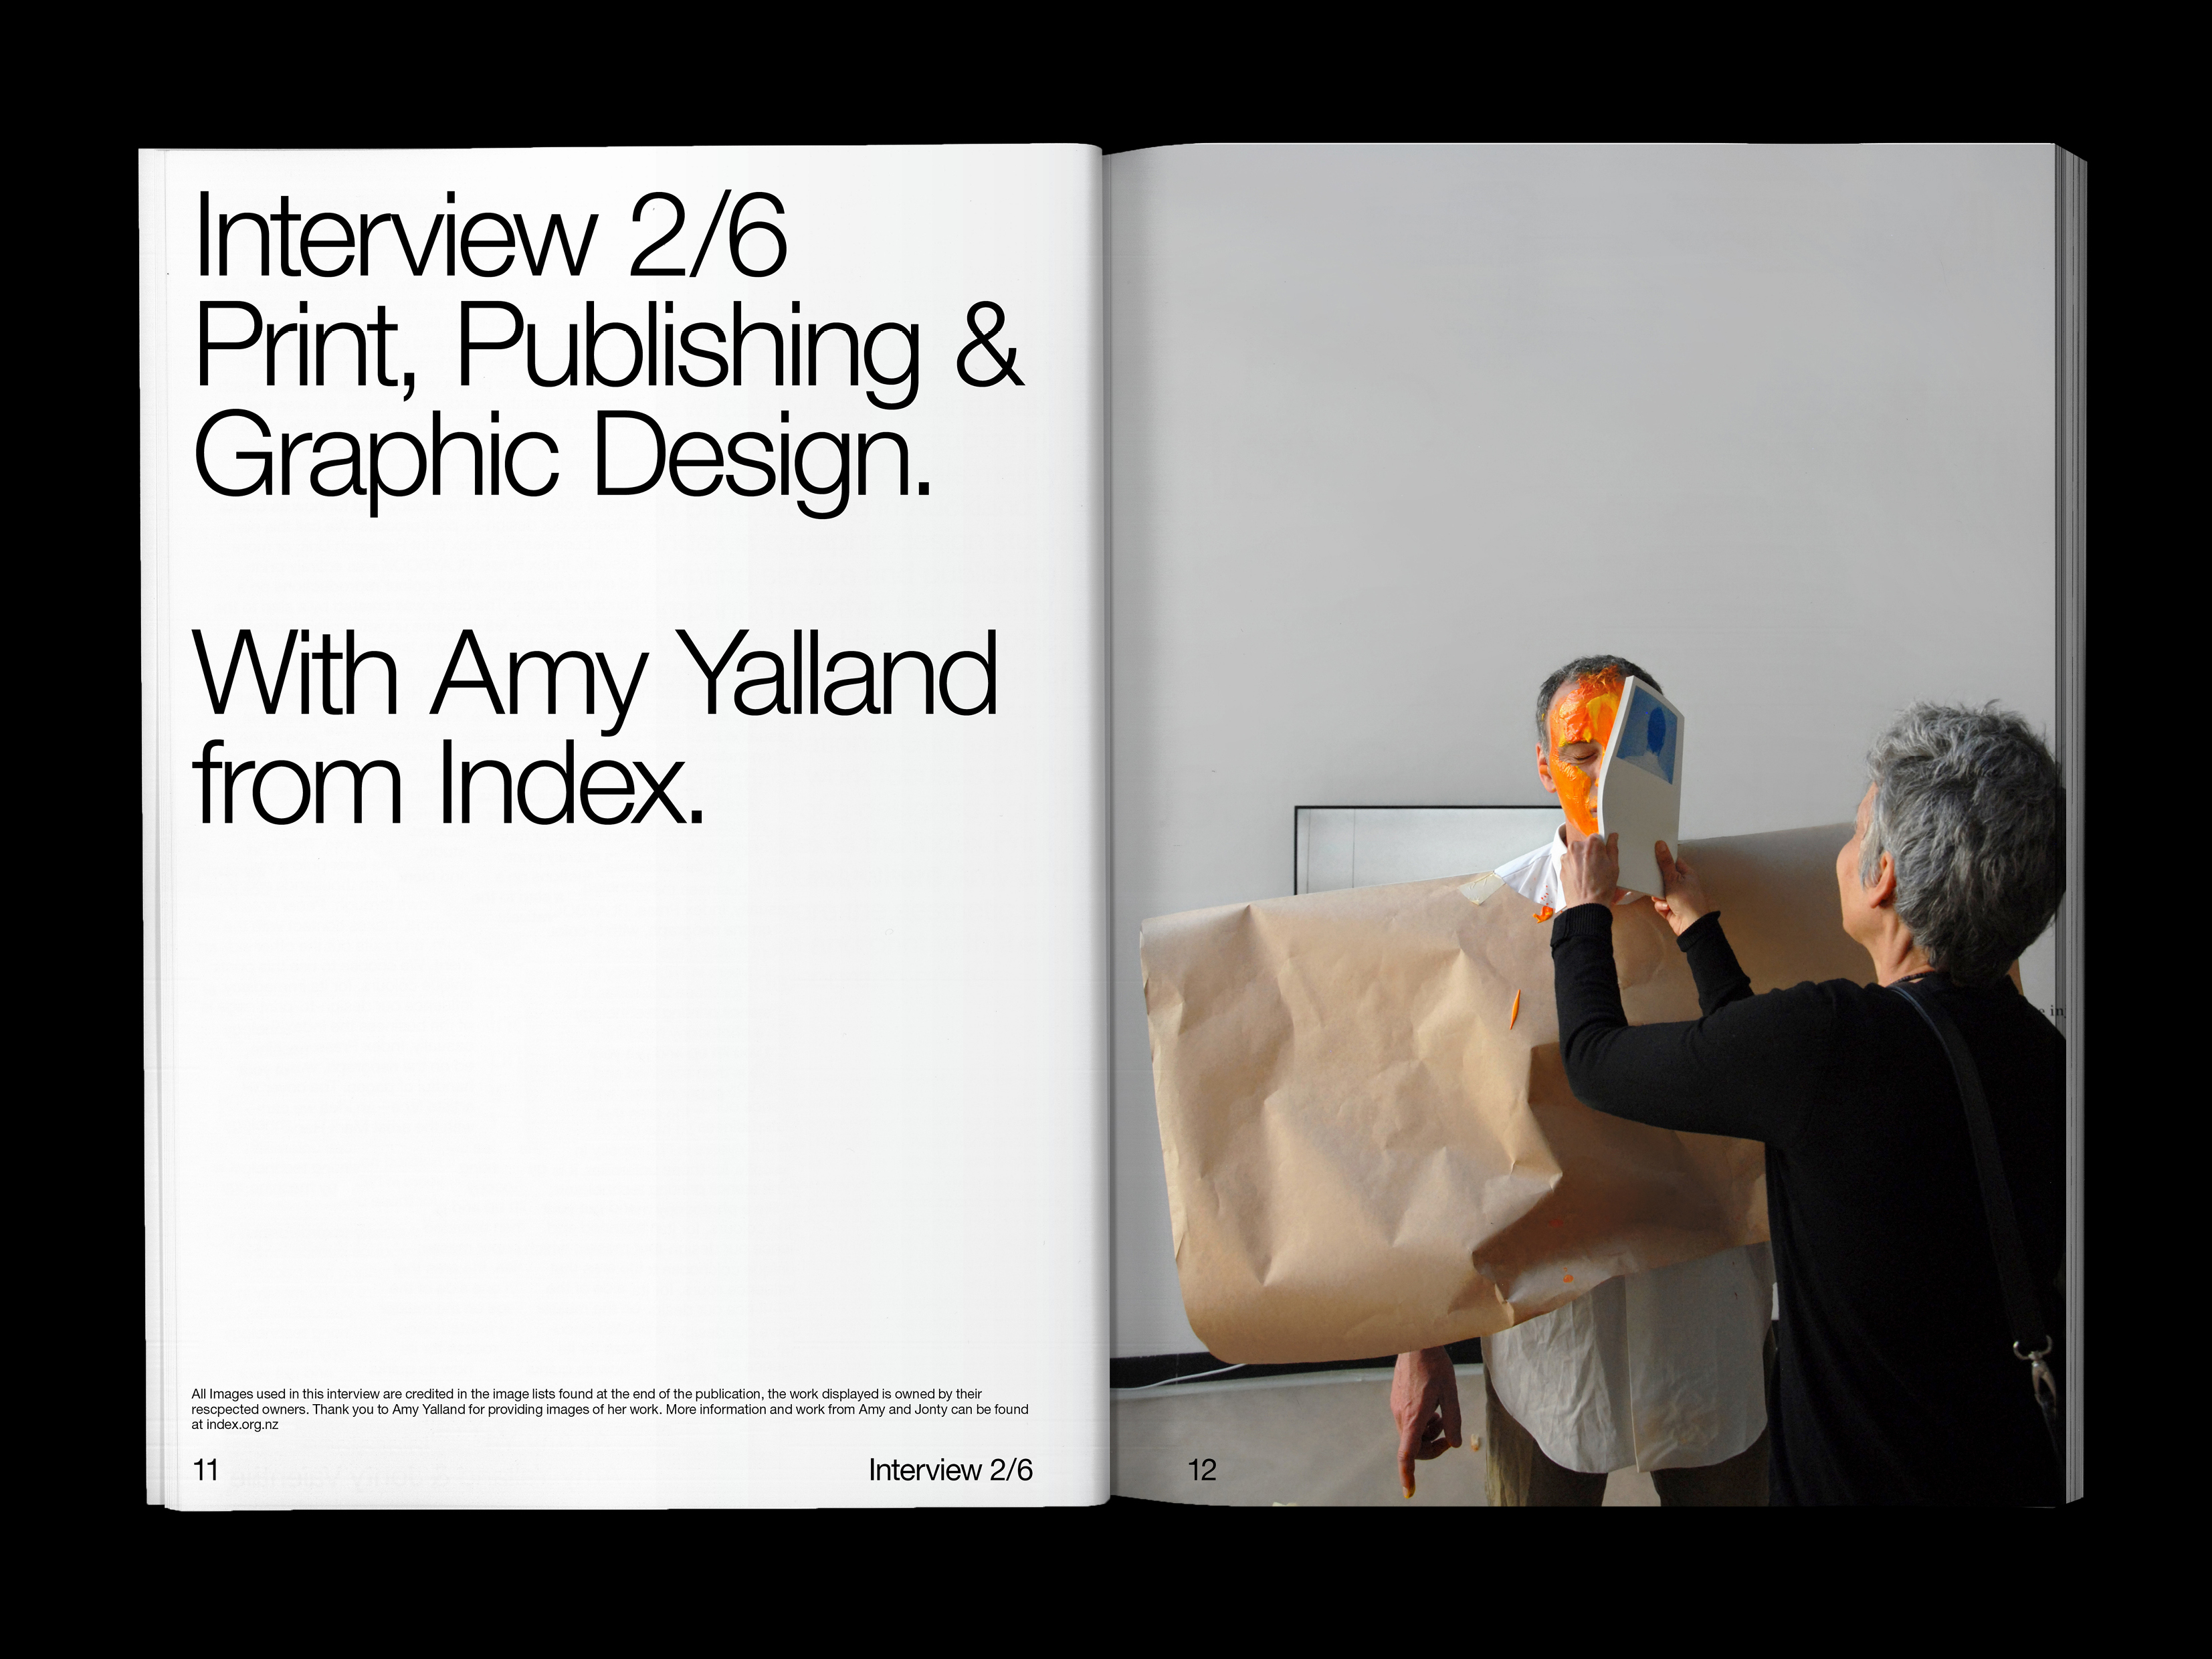 Interview 2/6
Print, Publishing &
Graphic Design.
With Amy Yalland
from Index.
All Images used in this interview are credited in the image lists found at the end of the publication, the work displayed is owned by their
rescpected owners. Thank you to Amy Yalland for providing images of her work. More information and work from Amy and Jonty can be found
at index.org.nz
11
Interview 2/6
12